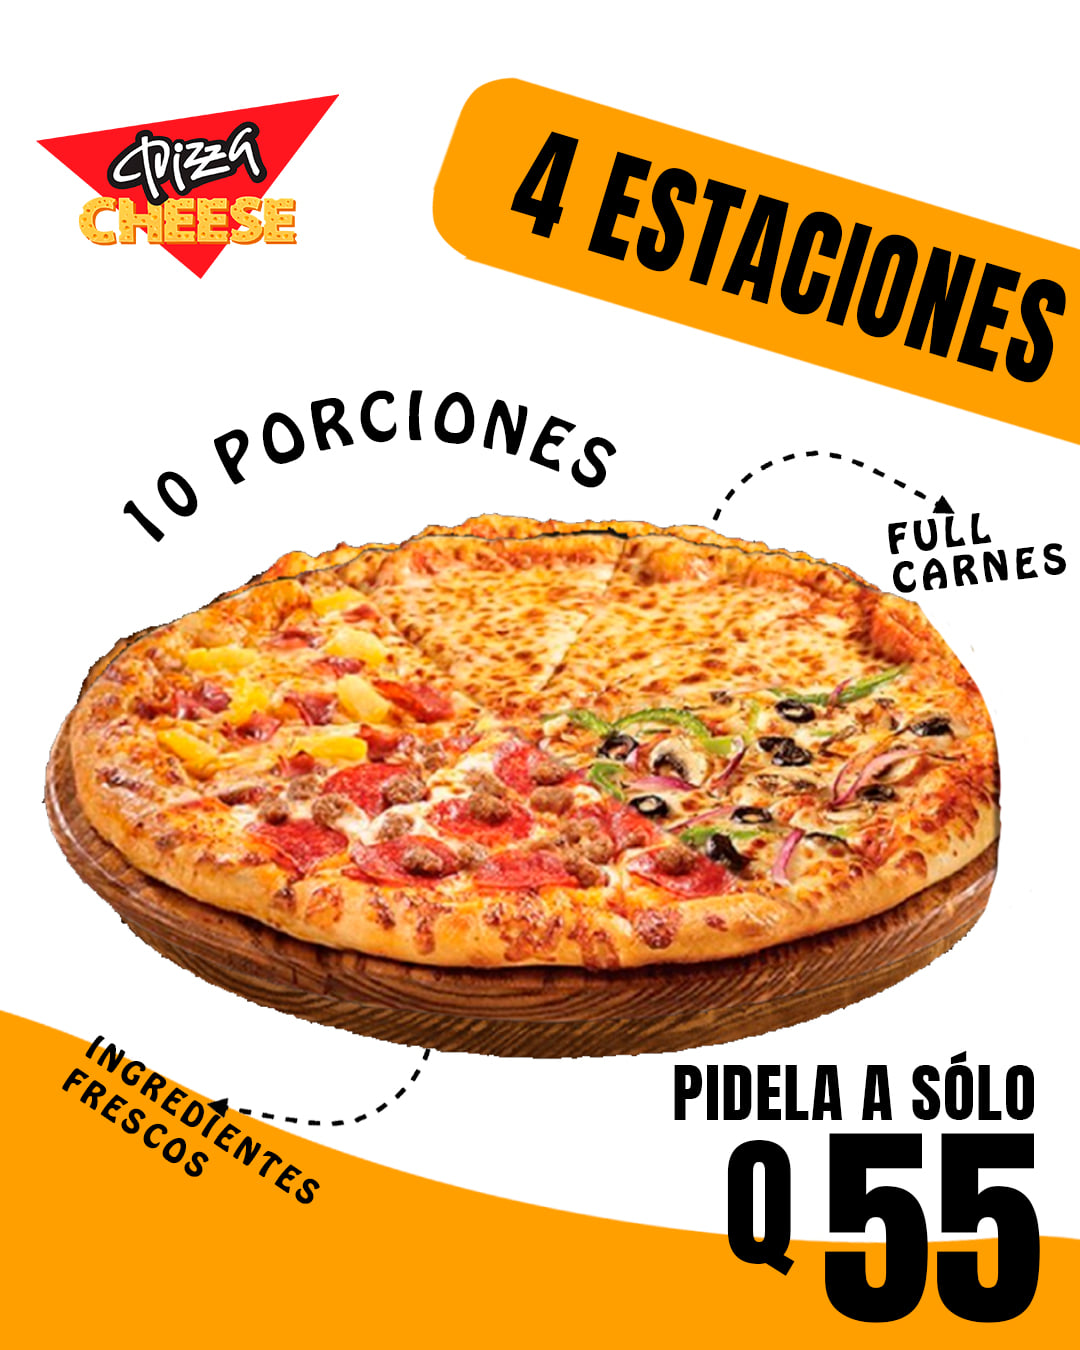 Pizza
CHEESE
4 ESTACIONES
10 PORCIONES
FULL
CARNES
INGREDIENTES
FRESCOS
PIDELA A SÓLO
Q 55